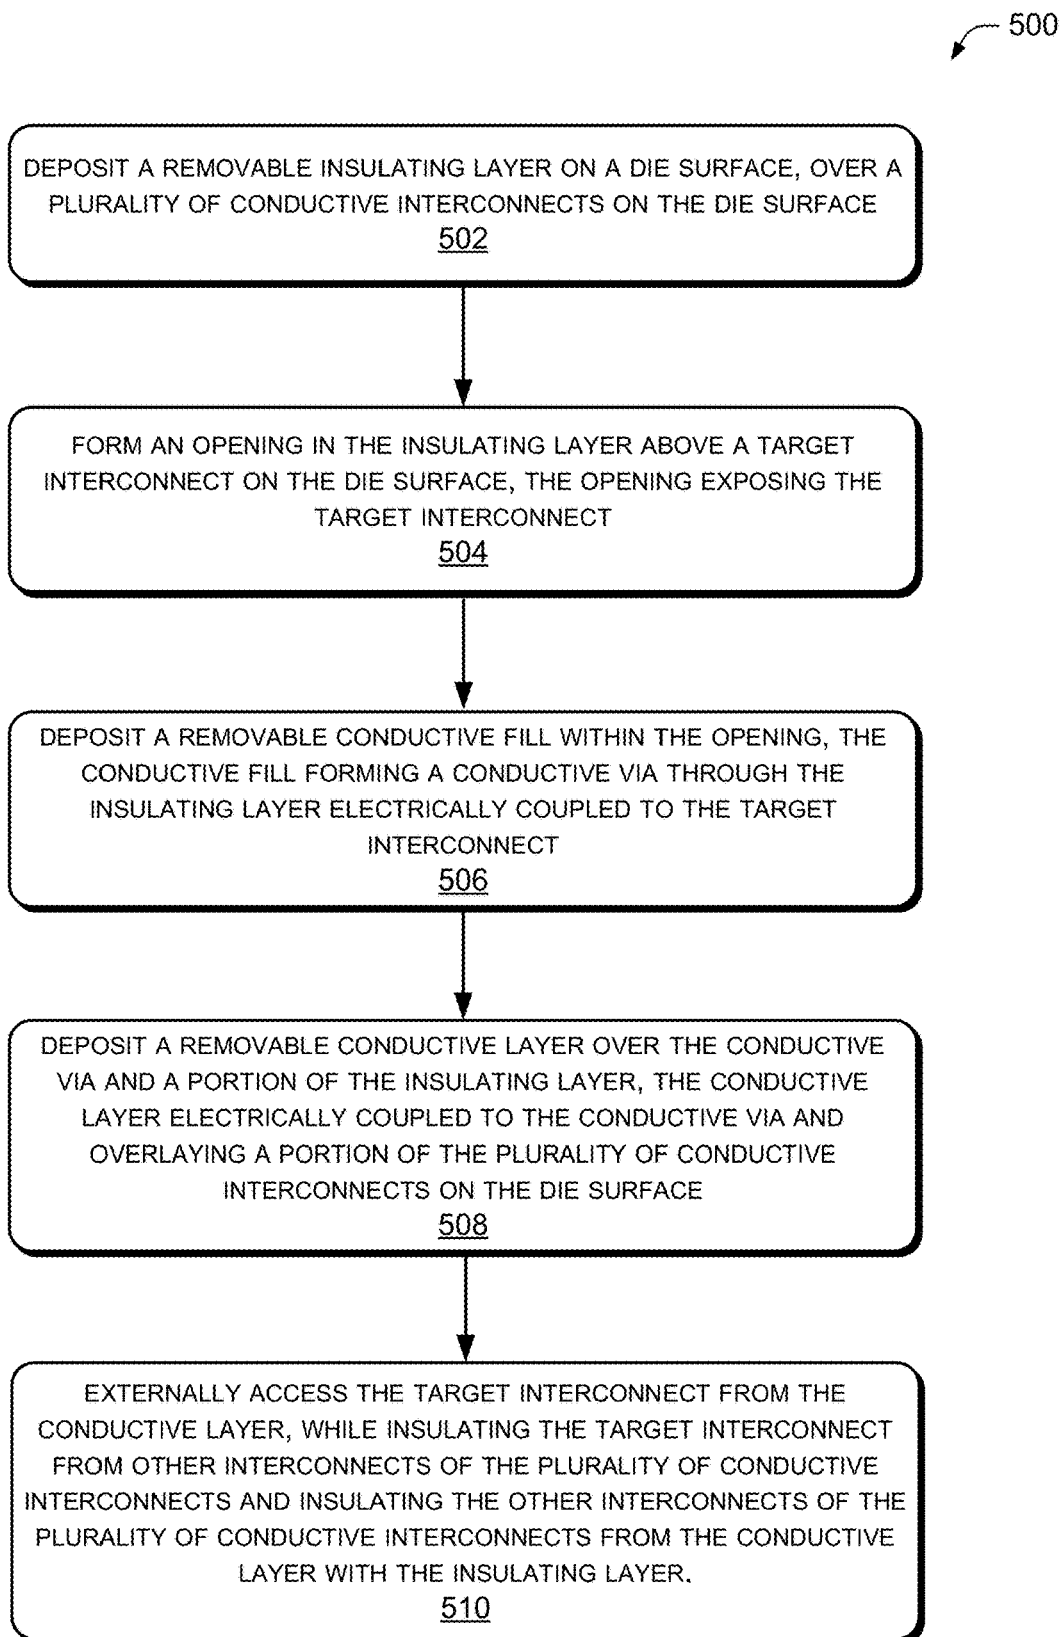 500
DEPOSIT A REMOVABLE INSULATING LAYER ON A DIE SURFACE, OVER A
PLURALITY OF CONDUCTIVE INTERCONNECTS ON THE DIE SURFACE
502
FORM AN OPENING IN THE INSULATING LAYER ABOVE A TARGET
INTERCONNECT ON THE DIE SURFACE, THE OPENING EXPOSING THE
TARGET INTERCONNECT
504
DEPOSIT A REMOVABLE CONDUCTIVE FILL WITHIN THE OPENING, THE
CONDUCTIVE FILL FORMING A CONDUCTIVE VIA THROUGH THE
INSULATING LAYER ELECTRICALLY COUPLED TO THE TARGET
INTERCONNECT
506
DEPOSIT A REMOVABLE CONDUCTIVE LAYER OVER THE CONDUCTIVE
VIA AND A PORTION OF THE INSULATING LAYER, THE CONDUCTIVE
LAYER ELECTRICALLY COUPLED TO THE CONDUCTIVE VIA AND
OVERLAYING A PORTION OF THE PLURALITY OF CONDUCTIVE
INTERCONNECTS ON THE DIE SURFACE
508
EXTERNALLY ACCESS THE TARGET INTERCONNECT FROM THE
CONDUCTIVE LAYER, WHILE INSULATING THE TARGET INTERCONNECT
FROM OTHER INTERCONNECTS OF THE PLURALITY OF CONDUCTIVE
INTERCONNECTS AND INSULATING THE OTHER INTERCONNECTS OF THE
PLURALITY OF CONDUCTIVE INTERCONNECTS FROM THE CONDUCTIVE
LAYER WITH THE INSULATING LAYER.
510